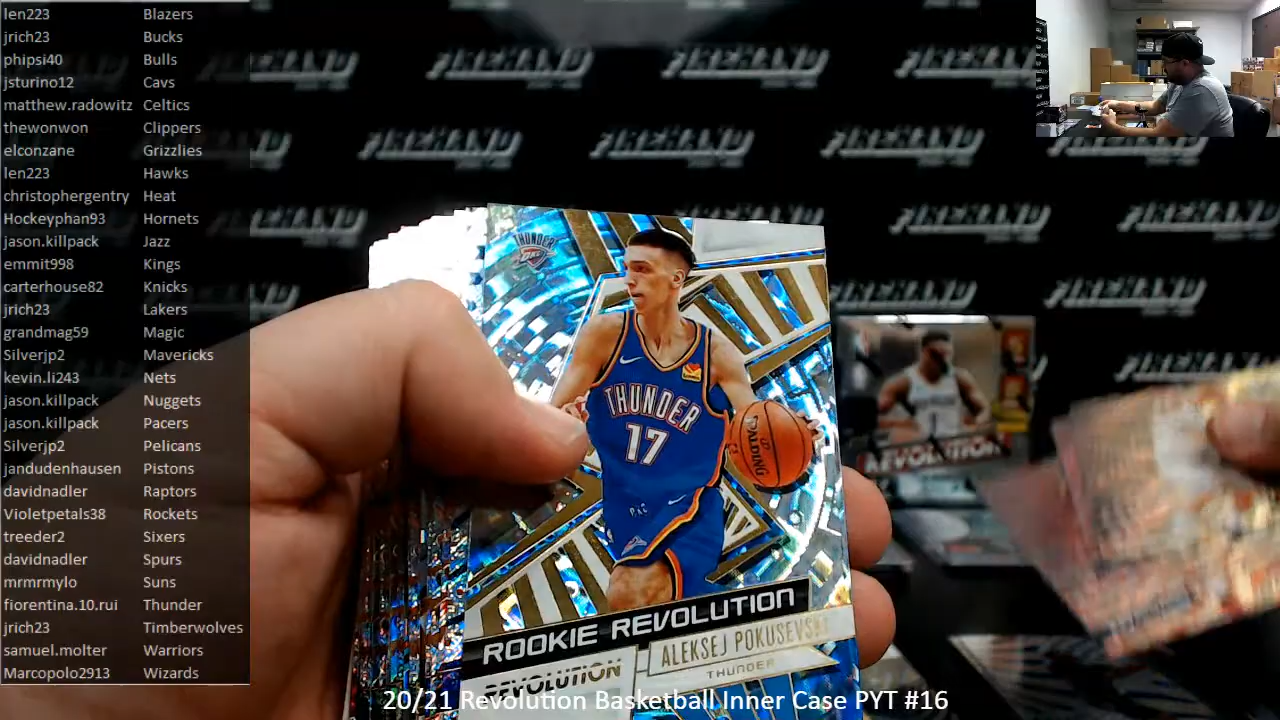 len223 Blazers
jrich23 Bucks
phipsi40 Bulls
jsturino12 Cavs
matthew.radowitz Celtics
thewonwon Clippers
elconzane Grizzlies
len223 Hawks
christophergentry Heat
Hockeyphan93 Hornets
jason.killpack Jazz
emmit998 Kings
carterhouse82 Knicks
jrich23 Lakers
grandmag59 Magic
Silverjp2 Mavericks
kevin.li243 Nets
jason.killpack Nuggets
jason.killpack Pacers
Silverjp2 Pelicans
jandudenhausen Pistons
davidnadler Raptors
Violetpetals38 Rockets
treeder2 Sixers
davidnadler Spurs
mrmrmylo Suns
fiorentina.10.rui Thunder
jrich23 Timberwolves
samuel.molter Warriors
Marcopolo2913 Wizards
THUNDER
THUNDER
17
SPALDING
ROOKIE REVOLUTION
ALEKSEJ POKUSEVSKI
THUNDER
REVOLUTION
REVOLUTION
20/21 Revolution Basketball Inner Case PYT #16